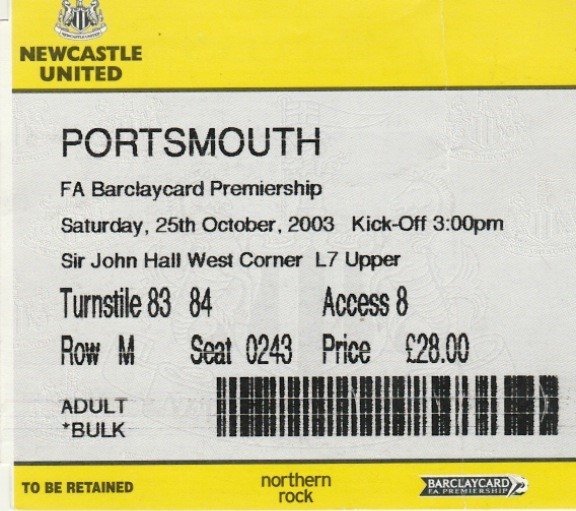 NEWCASTLE
UNITED
PORTSMOUTH
FA Barclaycard Premiership
Saturday, 25th October, 2003 Kick-Off 3:00pm
Sir John Hall West Corner L7 Upper
Turnstile 83 84 Access 8
Row M Seat 0243 Price £28.00
ADULT
*BULK
TO BE RETAINED
northern
rock
BARCLAYCARD
FA PREMIERSHIP